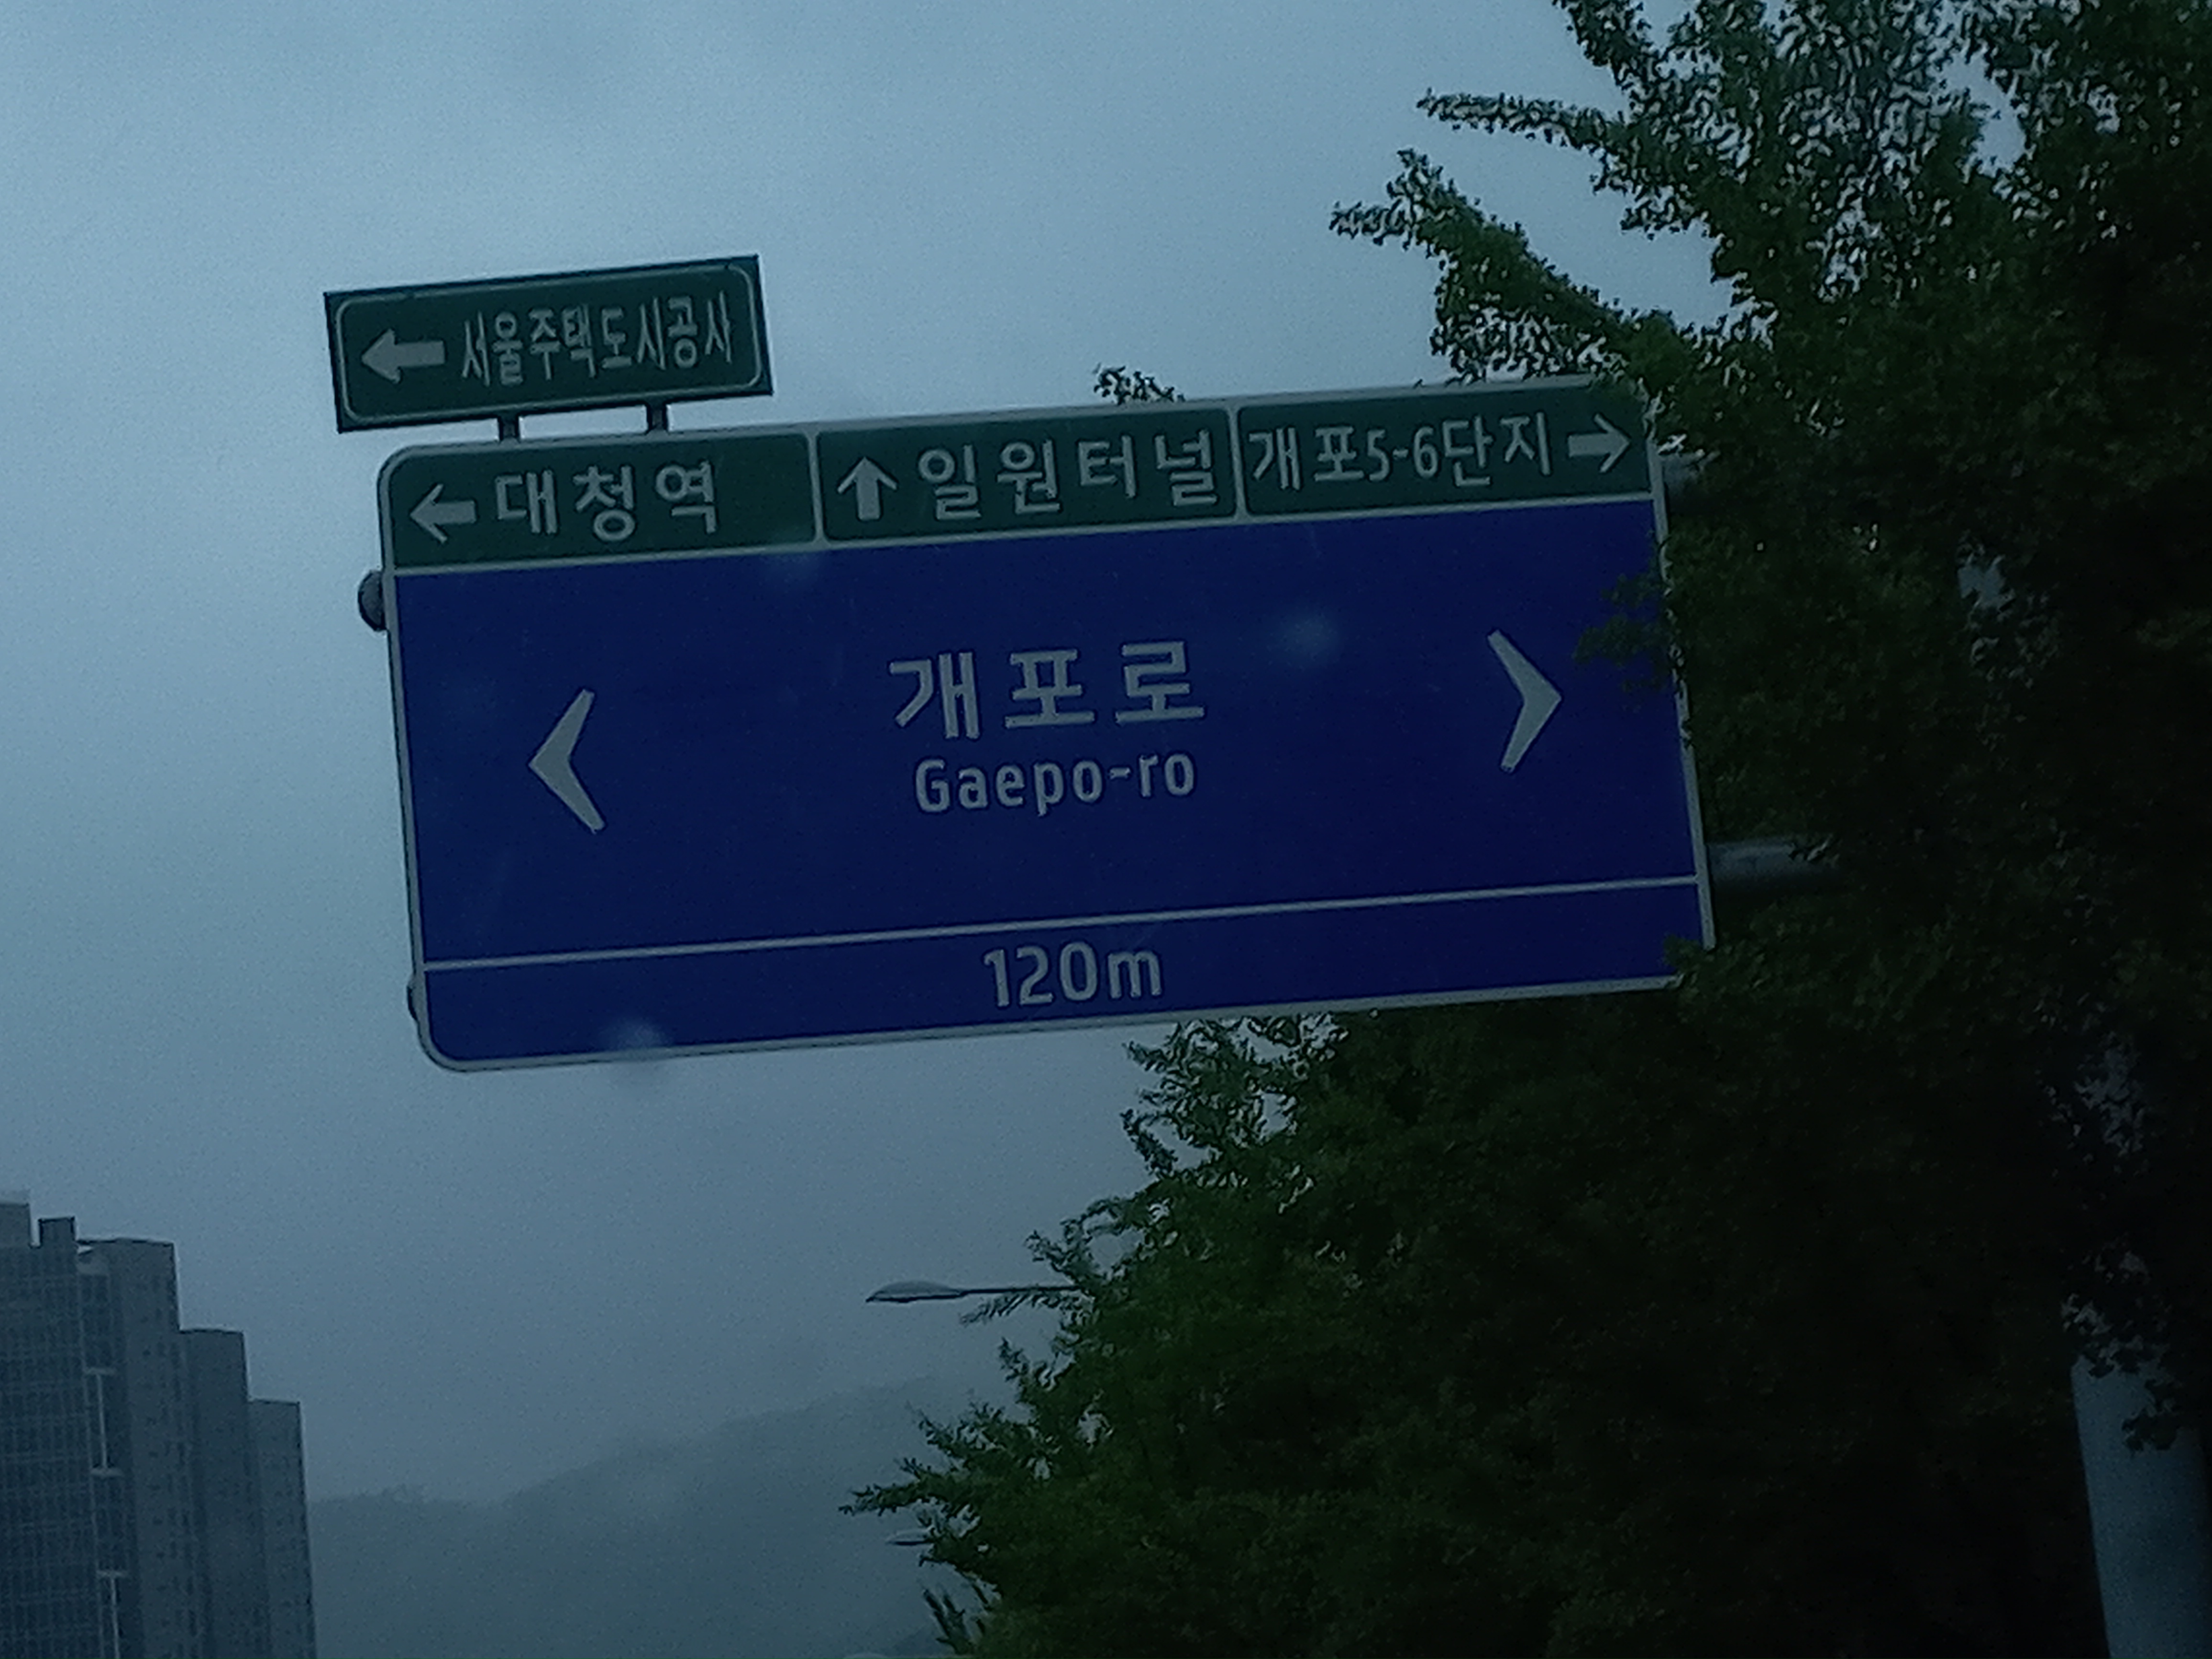 서울주택도시공사
대청역
일원터널
개포5-6단지
개포로
Gaepo-ro
120m